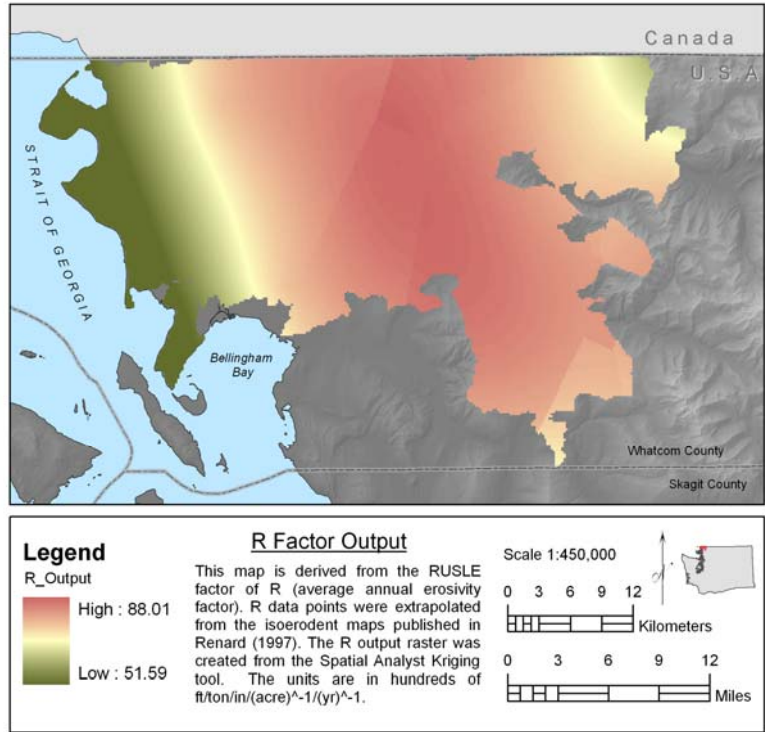 Canada
U.S.A
STRAIT OF GEORGIA
Bellingham
Bay
Whatcom County
Skagit County
Legend
R_Output
High : 88.01
Low : 51.59
R Factor Output
This map is derived from the RUSLE
factor of R (average annual erosivity
factor). R data points were extrapolated
from the isoerodent maps published in
Renard (1997). The R output raster was
created from the Spatial Analyst Kriging
tool. The units are in hundreds of
ft/ton/in/(acre)^-1/(yr)^-1.
Scale 1:450,000
0 3 6 9 12
Kilometers
0 3 6 9 12
Miles